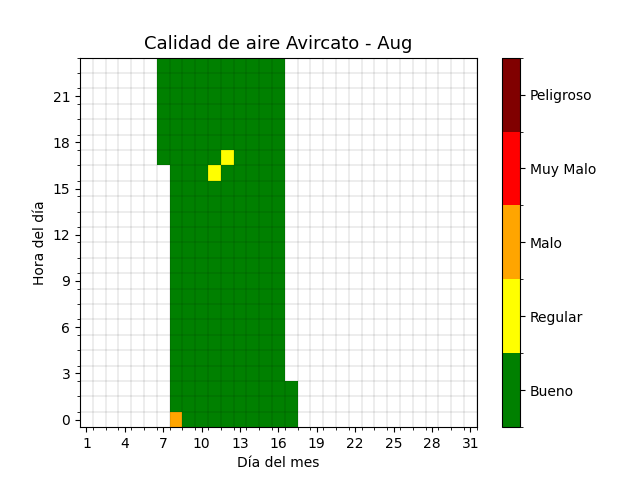 Calidad de aire Avircato - Aug
Hora del día
21
18
15
12
9
6
3
0
1 4 7 10 13 16 19 22 25 28 31
Día del mes
Peligroso
Muy Malo
Malo
Regular
Bueno